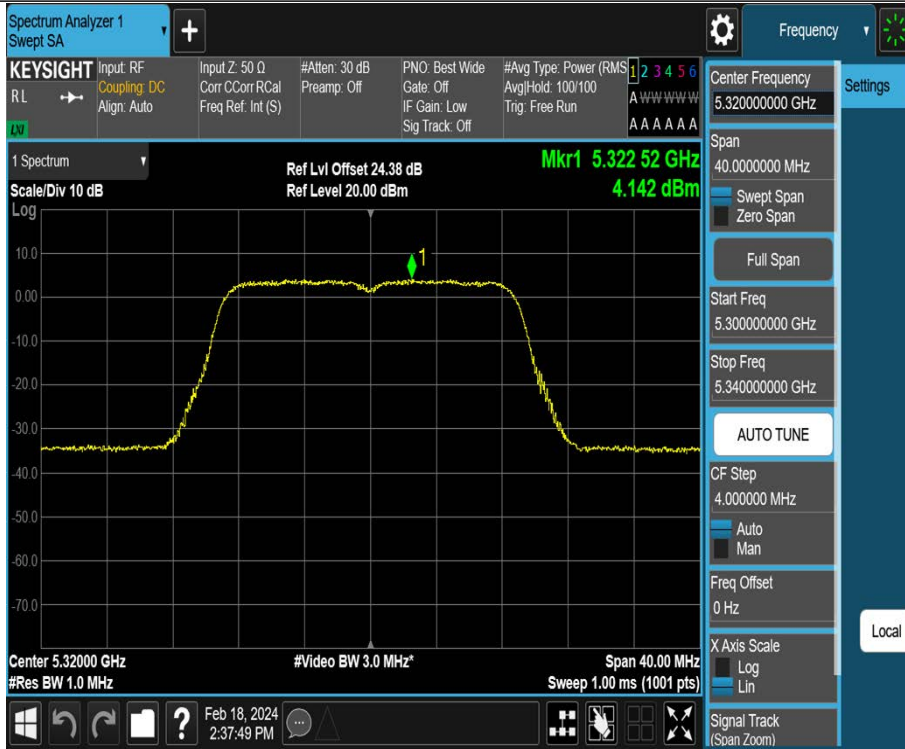 Spectrum Analyzer 1
Swept SA
+
Frequency
KEYSIGHT
RL
LXI
Input: RF
Coupling: DC
Align: Auto
Input Z: 50 Ω
Corr CCorr RCal
Freq Ref: Int (S)
#Atten: 30 dB
Preamp: Off
PNO: Best Wide
Gate: Off
IF Gain: Low
Sig Track: Off
#Avg Type: Power (RMS
Avg|Hold: 100/100
Trig: Free Run
1 2 3 4 5 6
A W W W W W
A A A A A A
1 Spectrum
Scale/Div 10 dB
Log
Ref Lvl Offset 24.38 dB
Ref Level 20.00 dBm
Mkr1 5.322 52 GHz
4.142 dBm
10.0
0.00
-10.0
-20.0
-30.0
-40.0
-50.0
-60.0
-70.0
1
Center 5.32000 GHz
#Res BW 1.0 MHz
#Video BW 3.0 MHz*
Span 40.00 MHz
Sweep 1.00 ms (1001 pts)
Center Frequency
5.320000000 GHz
Settings
Span
40.0000000 MHz
Swept Span
Zero Span
Full Span
Start Freq
5.300000000 GHz
Stop Freq
5.340000000 GHz
AUTO TUNE
CF Step
4.000000 MHz
Auto
Man
Freq Offset
0 Hz
Local
X Axis Scale
Log
Lin
Signal Track
(Span Zoom)
?
Feb 18, 2024
2:37:49 PM